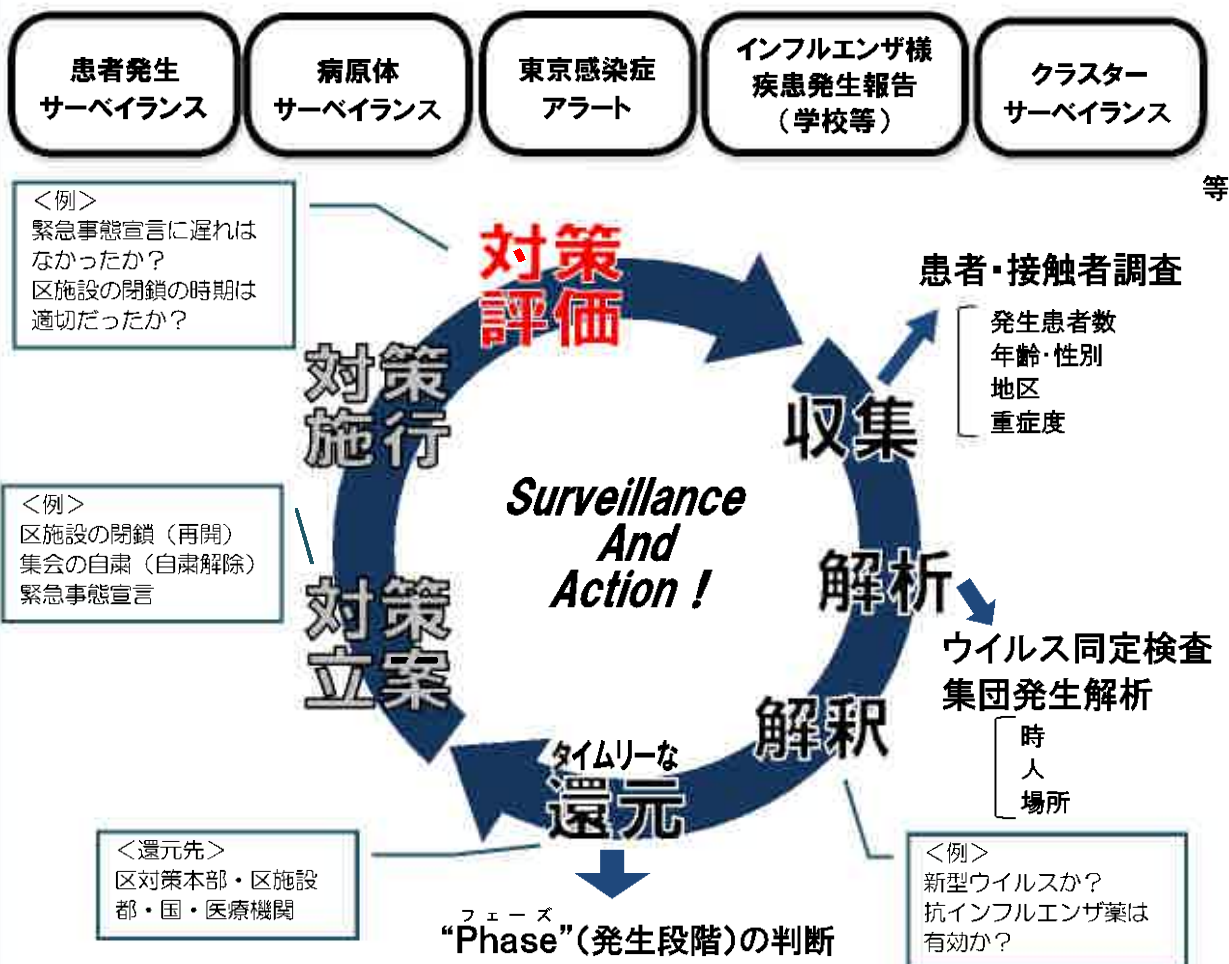 患者発生
サーベイランス
病原体
サーベイランス
東京感染症
アラート
インフルエンザ様
疾患発生報告
（学校等）
クラスター
サーベイランス
等
＜例＞
緊急事態宣言に遅れは
なかったか？
区施設の閉鎖の時期は
適切だったか？
対策
評価
患者・接触者調査
発生患者数
年齢・性別
地区
重症度
対策
施行
収集
Surveillance
And
Action !
＜例＞
区施設の閉鎖（再開）
集会の自粛（自粛解除）
緊急事態宣言
解析
対策
立案
ウイルス同定検査
集団発生解析
時
人
場所
解釈
タイムリーな
還元
＜還元先＞
区対策本部・区施設
都・国・医療機関
＜例＞
新型ウイルスか？
抗インフルエンザ薬は
有効か？
フェーズ
“Phase”（発生段階）の判断